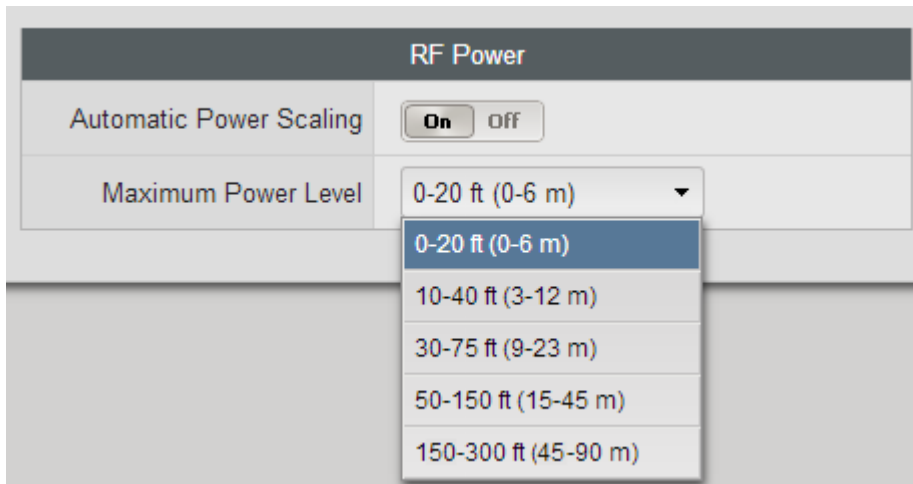 RF Power
Automatic Power Scaling On Off
Maximum Power Level 0-20 ft (0-6 m)
0-20 ft (0-6 m)
10-40 ft (3-12 m)
30-75 ft (9-23 m)
50-150 ft (15-45 m)
150-300 ft (45-90 m)